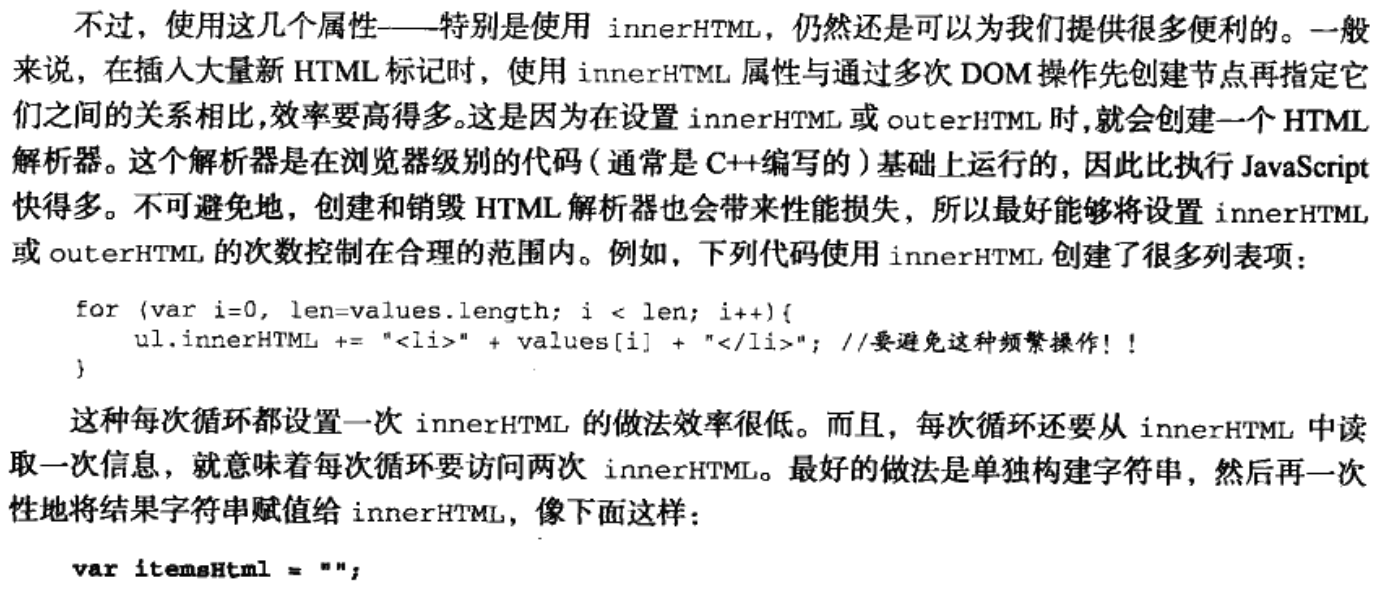 不过，使用这几个属性——特别是使用 innerHTML，仍然还是可以为我们提供很多便利的。一般
来说，在插入大量新 HTML 标记时，使用 innerHTML 属性与通过多次 DOM 操作先创建节点再指定它
们之间的关系相比，效率要高得多。这是因为在设置 innerHTML 或 outerHTML 时，就会创建一个 HTML
解析器。这个解析器是在浏览器级别的代码（通常是 C++编写的）基础上运行的，因此比执行 JavaScript
快得多。不可避免地，创建和销毁 HTML 解析器也会带来性能损失，所以最好能够将设置 innerHTML
或 outerHTML 的次数控制在合理的范围内。例如，下列代码使用 innerHTML 创建了很多列表项：
for (var i=0, len=values.length; i < len; i++){
    ul.innerHTML += "<li>" + values[i] + "</li>"; //要避免这种频繁操作！！
}
这种每次循环都设置一次 innerHTML 的做法效率很低。而且，每次循环还要从 innerHTML 中读
取一次信息，就意味着每次循环要访问两次 innerHTML。最好的做法是单独构建字符串，然后再一次
性地将结果字符串赋值给 innerHTML，像下面这样：
var itemsHtml = "";